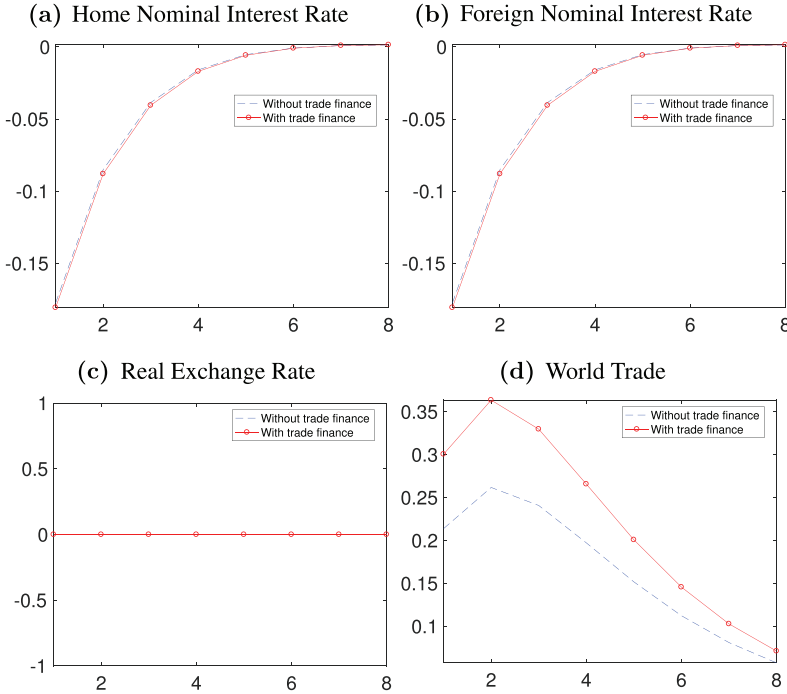 (a) Home Nominal Interest Rate
0
-0.05
-0.1
-0.15
2 4 6 8
Without trade finance
With trade finance
(b) Foreign Nominal Interest Rate
0
-0.05
-0.1
-0.15
2 4 6 8
Without trade finance
With trade finance
(c) Real Exchange Rate
1
0.5
0
-0.5
-1
2 4 6 8
Without trade finance
With trade finance
(d) World Trade
0.35
0.3
0.25
0.2
0.15
0.1
2 4 6 8
Without trade finance
With trade finance